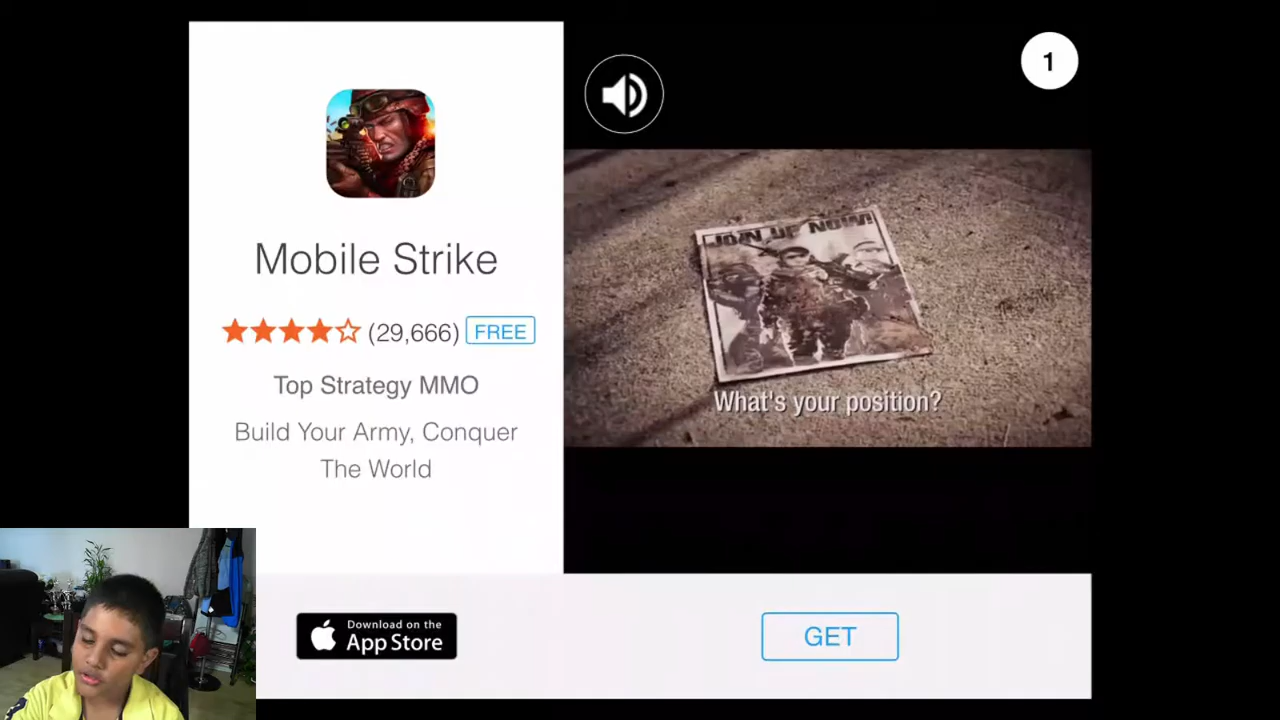 1
Mobile Strike
(29,666) FREE
Top Strategy MMO
Build Your Army, Conquer
The World
JOIN UP NOW!
What's your position?
Download on the
App Store
GET